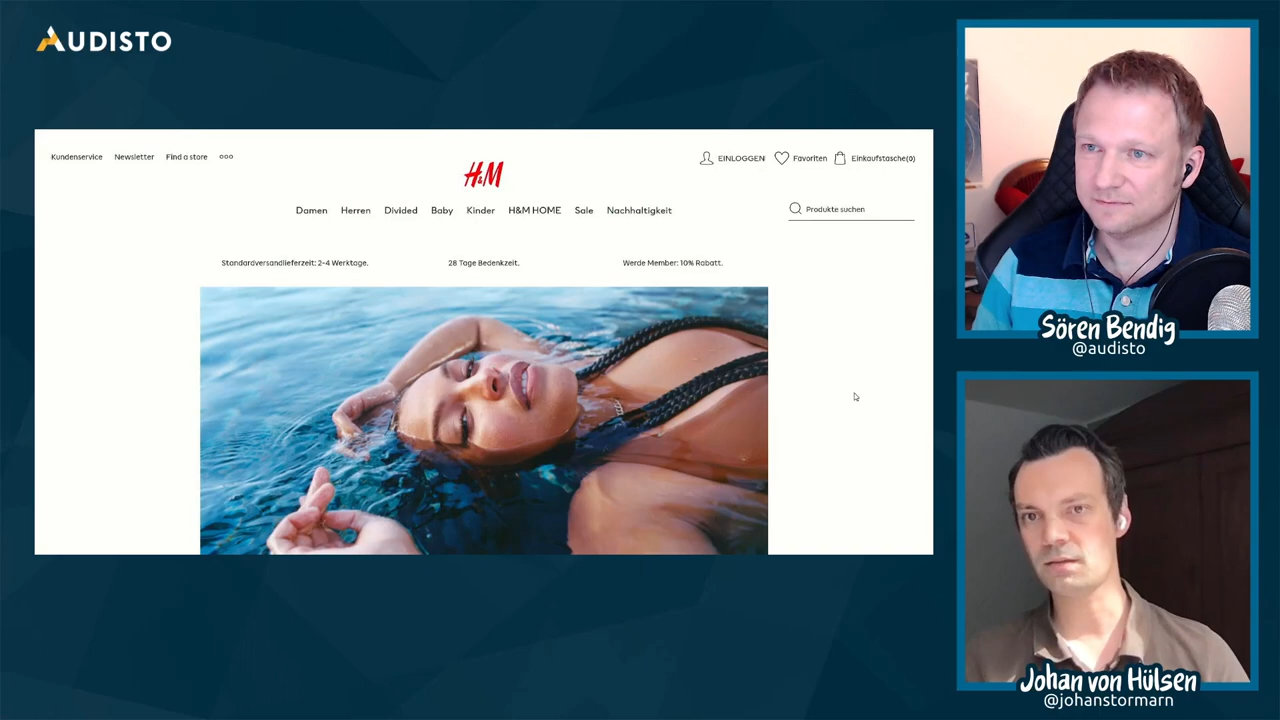 AUDISTO
Kundenservice Newsletter Find a store
EINLOGGEN Favoriten Einkaufstasche(0)
H&M
Damen Herren Divided Baby Kinder H&M HOME Sale Nachhaltigkeit
Produkte suchen
Standardversandlieferzeit: 2-4 Werktage. 28 Tage Bedenkzeit. Werde Member: 10% Rabatt.
Sören Bendig
@audisto
Johan von Hülsen
@johanstormarn